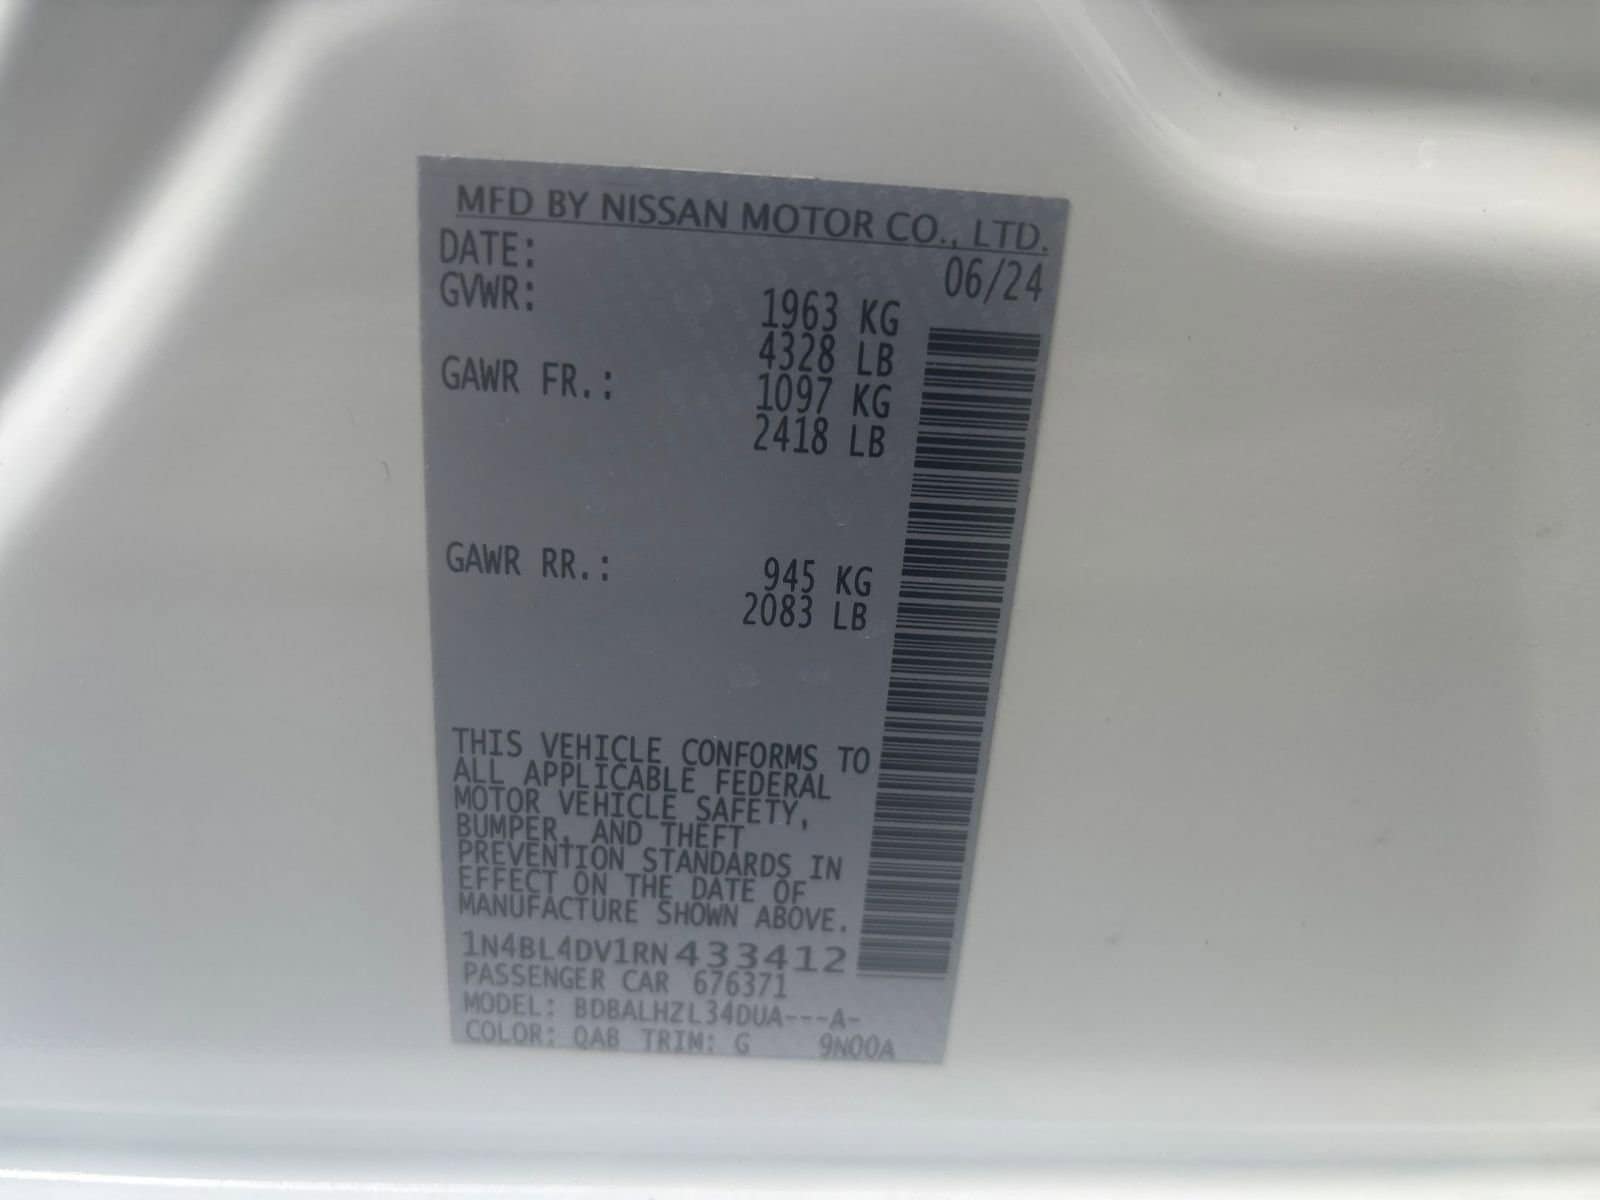 MFD BY NISSAN MOTOR CO., LTD.
DATE: 06/24
GVWR: 1963 KG
4328 LB
GAWR FR.: 1097 KG
2418 LB
GAWR RR.: 945 KG
2083 LB
THIS VEHICLE CONFORMS TO
ALL APPLICABLE FEDERAL
MOTOR VEHICLE SAFETY,
BUMPER, AND THEFT
PREVENTION STANDARDS IN
EFFECT ON THE DATE OF
MANUFACTURE SHOWN ABOVE.
1N4BL4DV1RN433412
PASSENGER CAR 676371
MODEL: BDBALHZL34DUA---A-
COLOR: QAB TRIM: G 9N00A